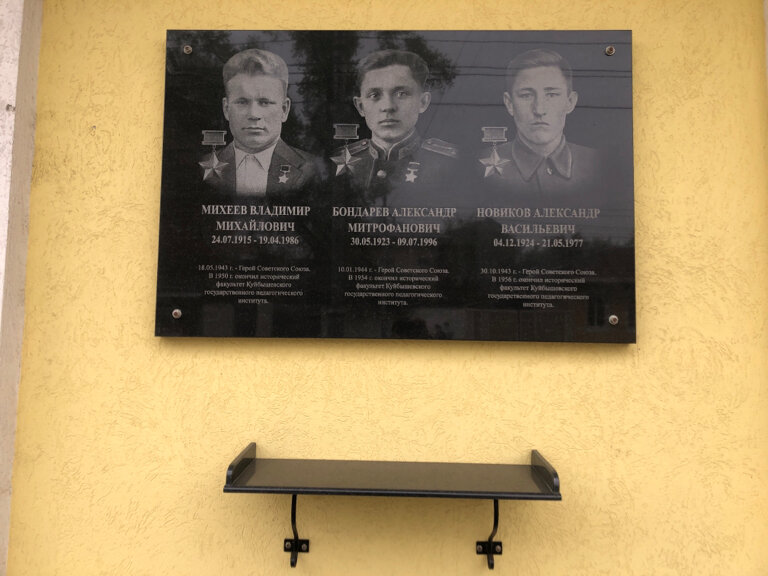 МИХЕЕВ ВЛАДИМИР
МИХАЙЛОВИЧ
24.07.1915 - 19.04.1986
18.05.1943 г. - Герой Советского Союза.
В 1950 г. окончил исторический
факультет Куйбышевского
государственного педагогического
института.
БОНДАРЕВ АЛЕКСАНДР
МИТРОФАНОВИЧ
30.05.1923 - 09.07.1996
10.01.1944 г. - Герой Советского Союза.
В 1954 г. окончил исторический
факультет Куйбышевского
государственного педагогического
института.
НОВИКОВ АЛЕКСАНДР
ВАСИЛЬЕВИЧ
04.12.1924 - 21.05.1977
30.10.1943 г. - Герой Советского Союза.
В 1956 г. окончил исторический
факультет Куйбышевского
государственного педагогического
института.